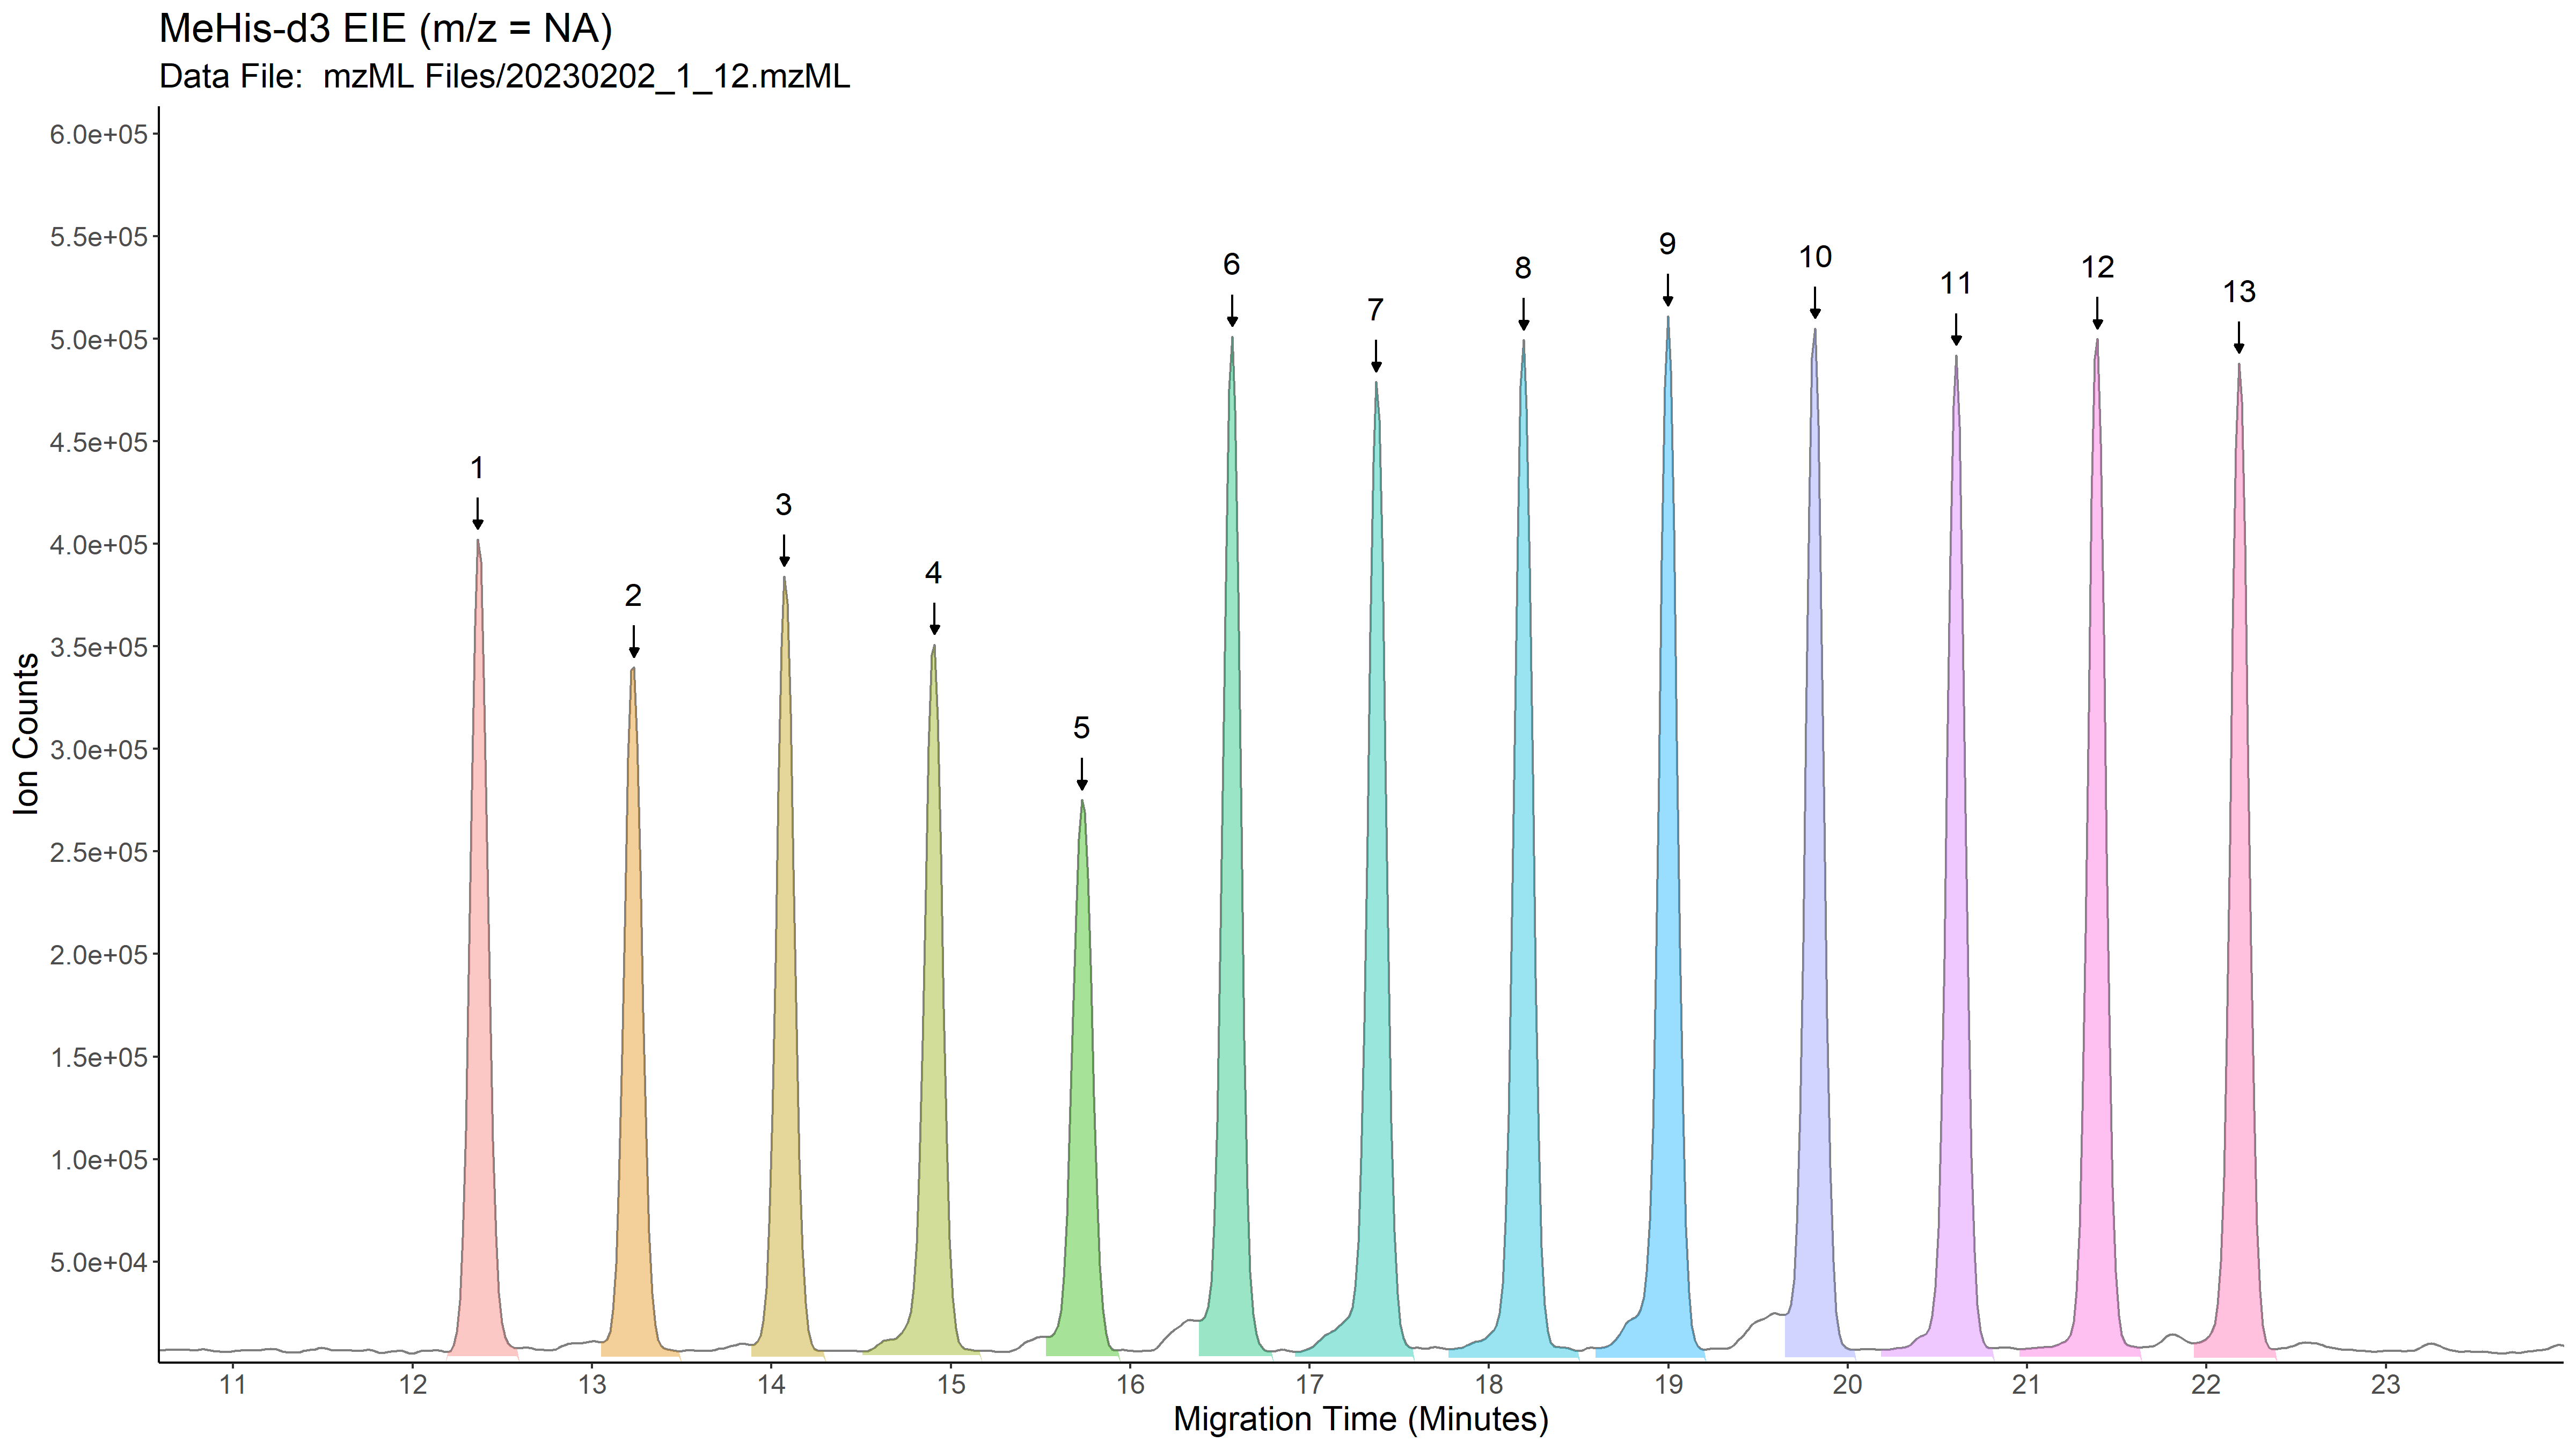 MeHis-d3 EIE (m/z = NA)
Data File:  mzML Files/20230202_1_12.mzML
6.0e+05
5.5e+05
5.0e+05
4.5e+05
4.0e+05
3.5e+05
3.0e+05
2.5e+05
2.0e+05
1.5e+05
1.0e+05
5.0e+04
Ion Counts
1
2
3
4
5
6
7
8
9
10
11
12
13
11 12 13 14 15 16 17 18 19 20 21 22 23
Migration Time (Minutes)